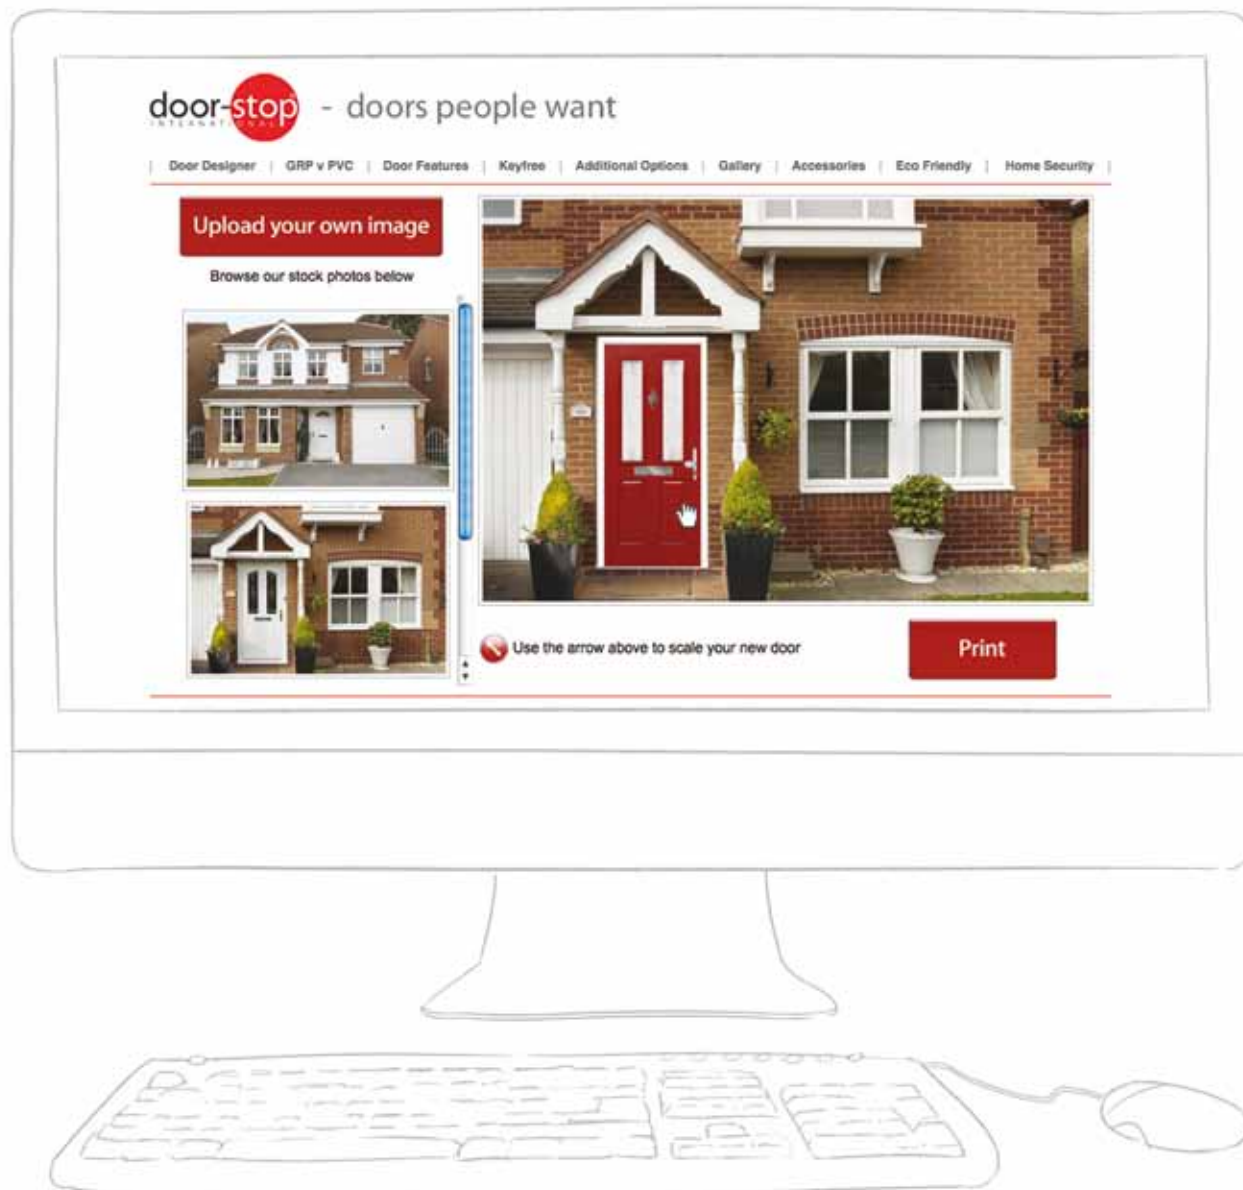 door-stop - doors people want
INTERNATIONAL
Door Designer | GRP v PVC | Door Features | Keyfree | Additional Options | Gallery | Accessories | Eco Friendly | Home Security
Upload your own image
Browse our stock photos below
Use the arrow above to scale your new door
Print